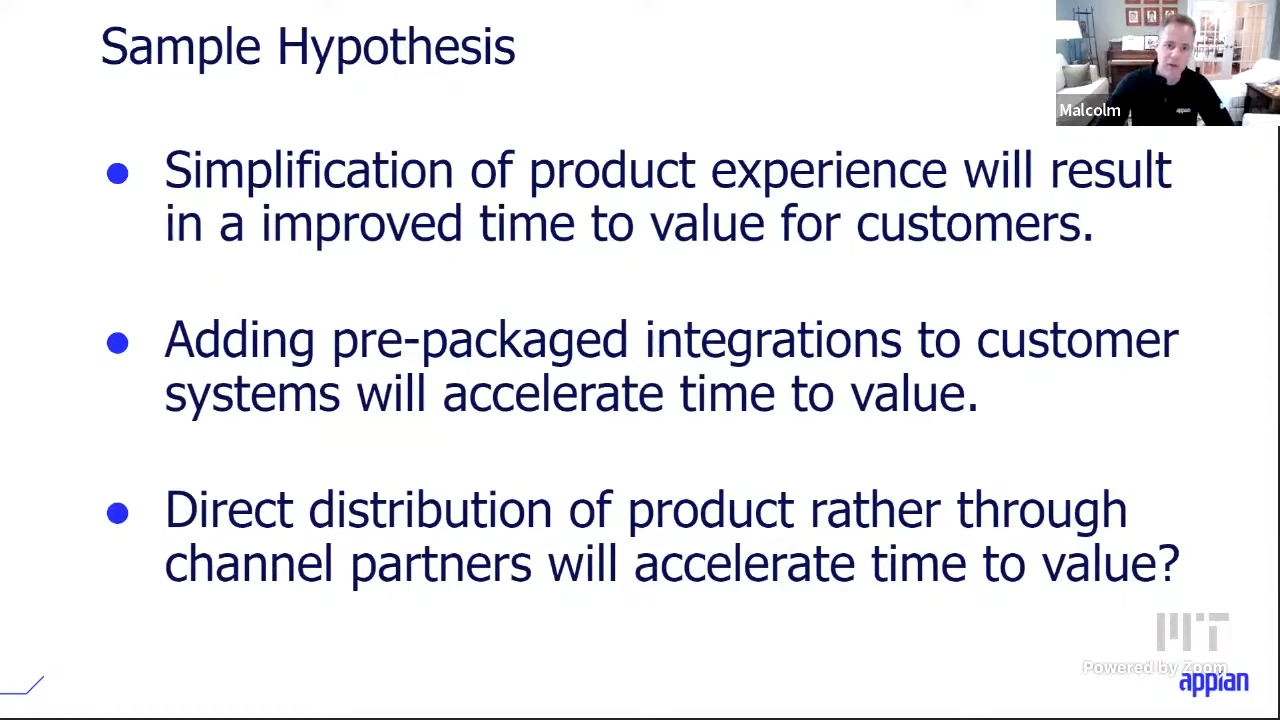 Sample Hypothesis
Malcolm
appian
Simplification of product experience will result
in a improved time to value for customers.
Adding pre-packaged integrations to customer
systems will accelerate time to value.
Direct distribution of product rather through
channel partners will accelerate time to value?
MIT
Powered by Zoom
appian